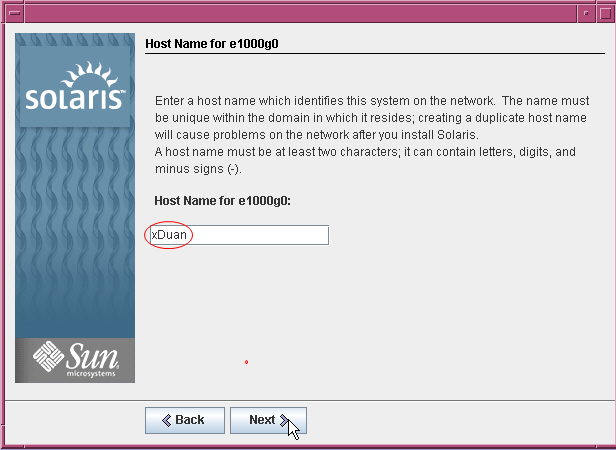 Host Name for e1000g0
solaris™
Enter a host name which identifies this system on the network. The name must
be unique within the domain in which it resides; creating a duplicate host name
will cause problems on the network after you install Solaris.
A host name must be at least two characters; it can contain letters, digits, and
minus signs (-).
Host Name for e1000g0:
xDuan
Sun
microsystems
Back
Next